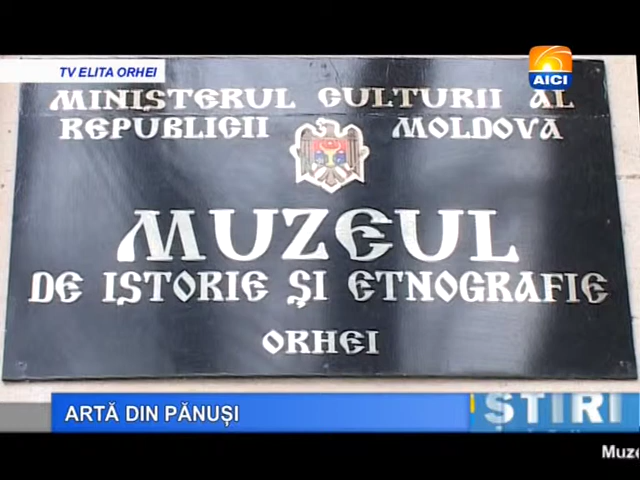 TV ELITA ORHEI
AICI
MINISTERUL CULTURII AL
REPUBLICII MOLDOVA
MUZEUL
DE ISTORIE ȘI ETNOGRAFIE
ORHEI
ARTĂ DIN PĂNUȘI
ȘTIRI
Muze